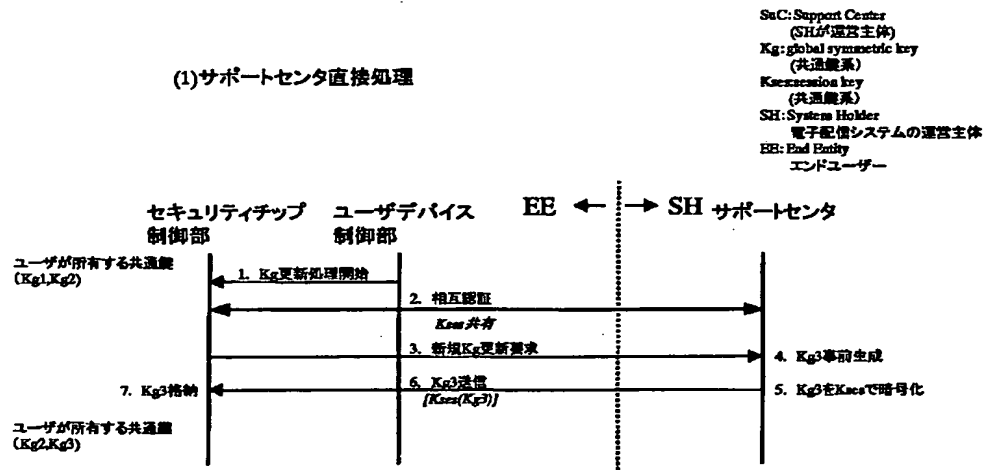 SuC:Support Center
(SHが運営主体)
Kg:global symmetric key
(共通鍵系)
Kses:session key
(共通鍵系)
SH:System Holder
電子配信システムの運営主体
EE:End Entity
エンドユーザー
(1)サポートセンタ直接処理
セキュリティチップ
制御部
ユーザデバイス
制御部
EE
SH
サポートセンタ
ユーザが所有する共通鍵
(Kg1,Kg2)
1. Kg更新処理開始
2. 相互認証
Kses共有
3. 新規Kg更新要求
4. Kg3事前生成
5. Kg3をKsesで暗号化
6. Kg3送信
[Kses(Kg3)]
7. Kg3格納
ユーザが所有する共通鍵
(Kg2,Kg3)